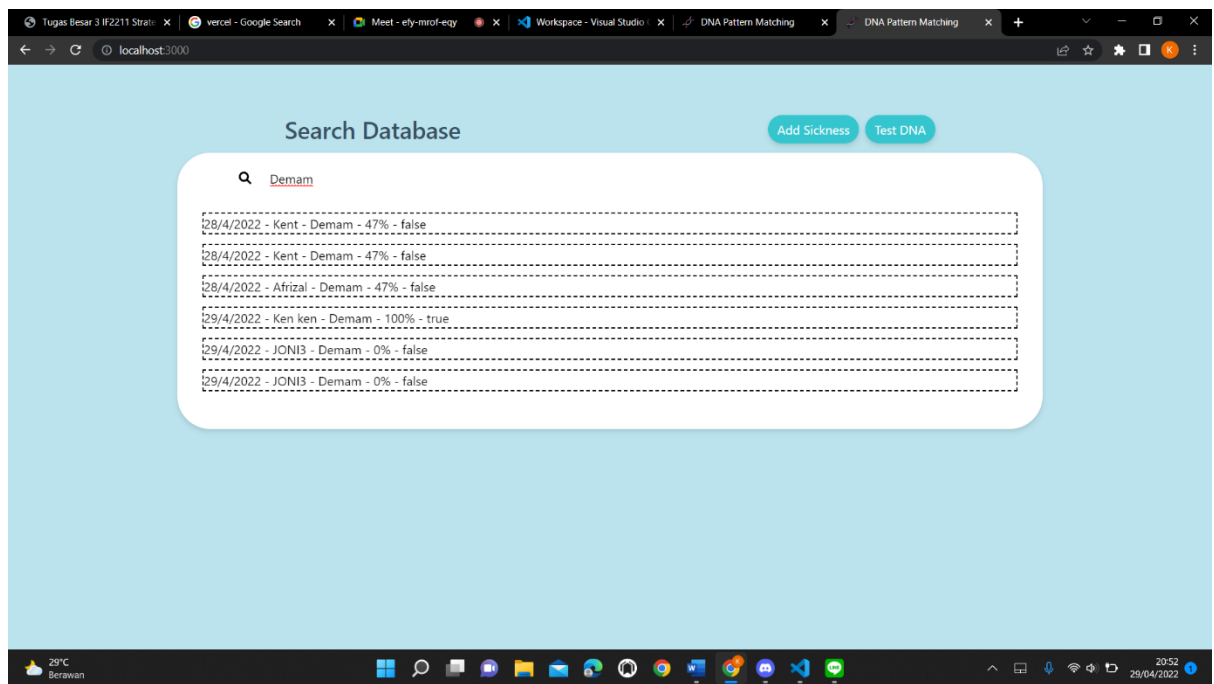 Tugas Besar 3 IF2211 Strate
vercel - Google Search
Meet - efy-mrof-eqy
Workspace - Visual Studio
DNA Pattern Matching
DNA Pattern Matching
localhost:3000
K
Search Database
Add Sickness
Test DNA
Demam
28/4/2022 - Kent - Demam - 47% - false
28/4/2022 - Kent - Demam - 47% - false
28/4/2022 - Afrizal - Demam - 47% - false
29/4/2022 - Ken ken - Demam - 100% - true
29/4/2022 - JONI3 - Demam - 0% - false
29/4/2022 - JONI3 - Demam - 0% - false
29°C
Berawan
20:52
29/04/2022
1